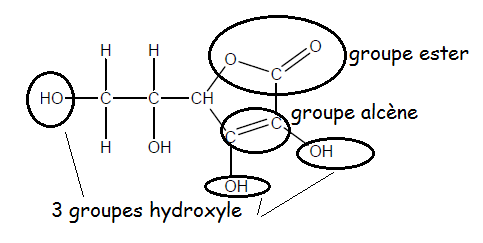 H H O O groupe ester
HO C C CH C
groupe alcène
H OH C C OH
OH
3 groupes hydroxyle